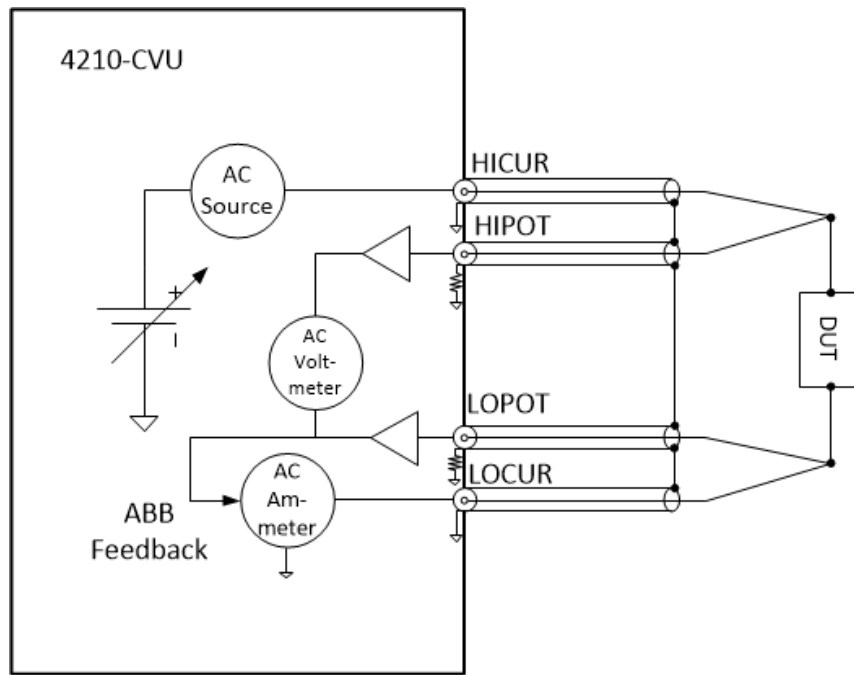 4210-CVU
AC
Source
+
–
AC
Volt-
meter
ABB
Feedback
AC
Am-
meter
HICUR
HIPOT
LOPOT
LOCUR
DUT